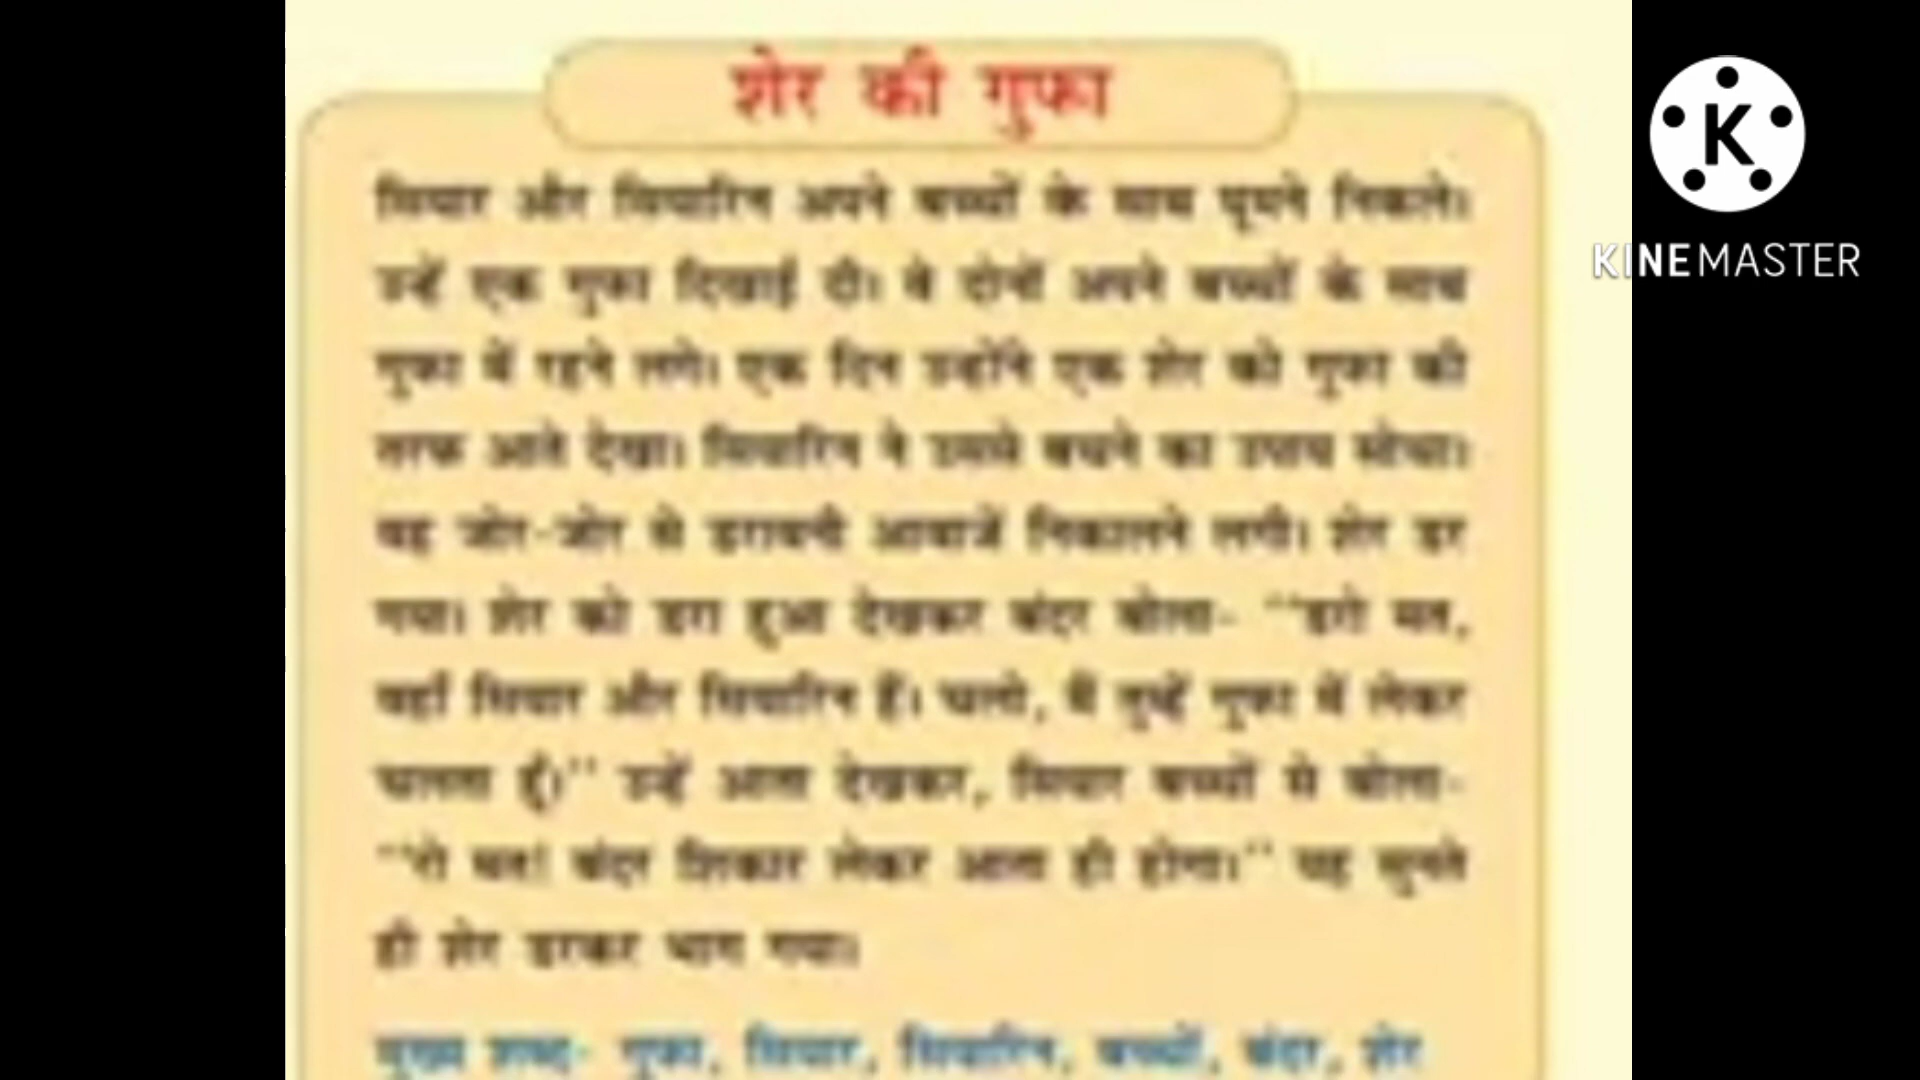 शेर की गुफा
सियार और सियारिन अपने बच्चों के साथ घूमने निकले।
उन्हें एक गुफा दिखाई दी। वे दोनों अपने बच्चों के साथ
गुफा में रहने लगे। एक दिन उन्होंने एक शेर को गुफा की
तरफ आते देखा। सियारिन ने उससे बचने का उपाय सोचा।
वह जोर-जोर से डरावनी आवाजें निकालने लगी। शेर डर
गया। शेर को डरा हुआ देखकर बंदर बोला- ''डरो मत,
वहाँ सियार और सियारिन हैं। चलो, मैं तुम्हें गुफा में लेकर
चलता हूँ।'' उन्हें आता देखकर, सियार बच्चों से बोला-
''रो मत! बंदर शिकार लेकर आता ही होगा।'' यह सुनते
ही शेर डरकर भाग गया।
मुख्य शब्द- गुफा, सियार, सियारिन, बच्चों, बंदर, शेर
KINEMASTER